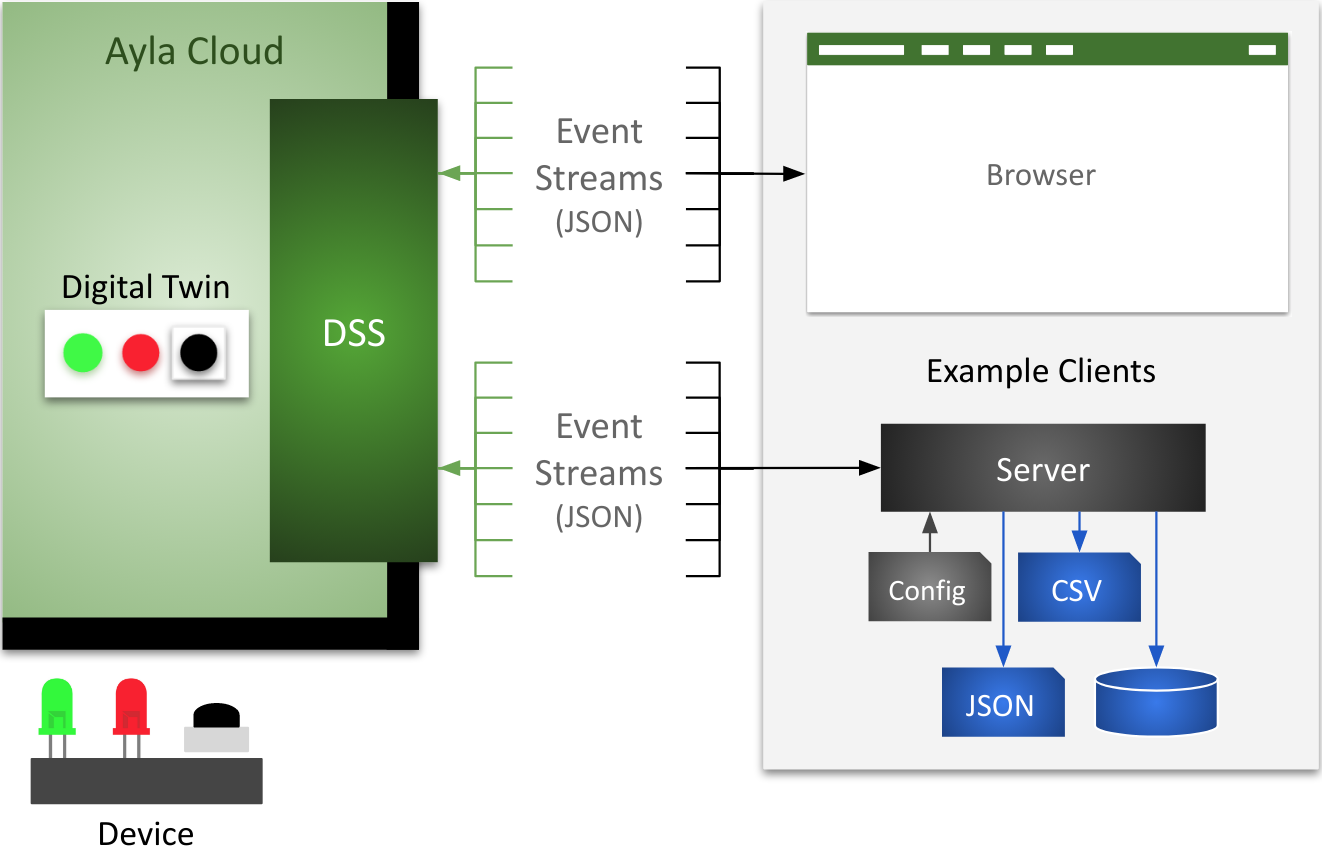 Ayla Cloud
Digital Twin
DSS
Event
Streams
(JSON)
Event
Streams
(JSON)
Browser
Example Clients
Server
Config
CSV
JSON
Device